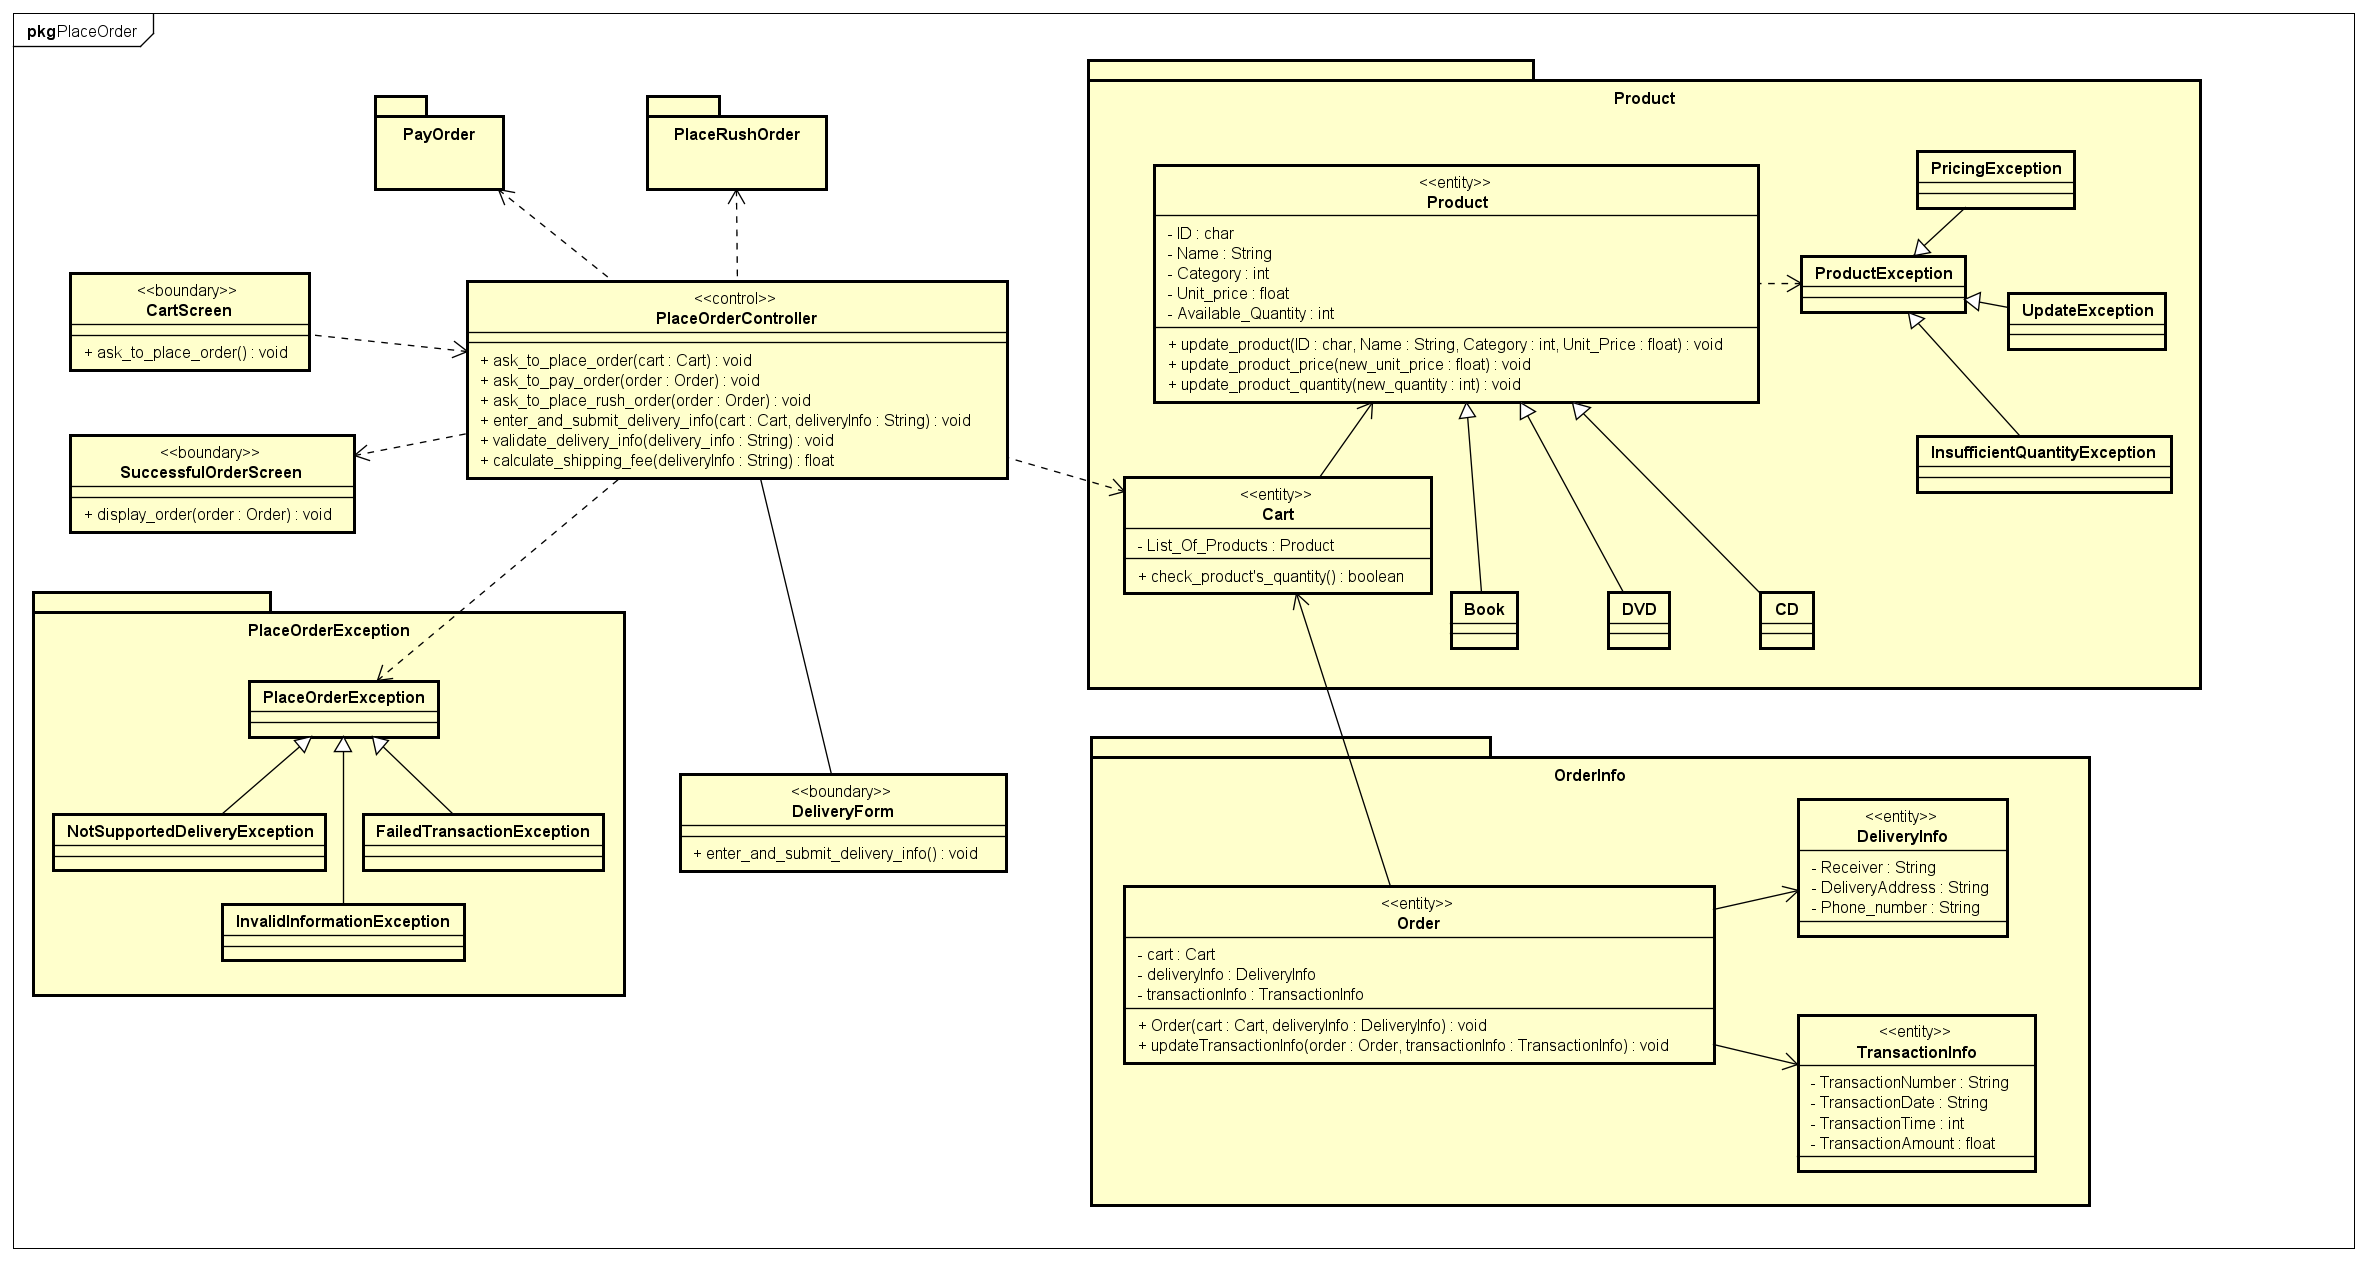 pkgPlaceOrder
PayOrder
PlaceRushOrder
<<boundary>>
CartScreen
+ ask_to_place_order() : void
<<control>>
PlaceOrderController
+ ask_to_place_order(cart : Cart) : void
+ ask_to_pay_order(order : Order) : void
+ ask_to_place_rush_order(order : Order) : void
+ enter_and_submit_delivery_info(cart : Cart, deliveryInfo : String) : void
+ validate_delivery_info(delivery_info : String) : void
+ calculate_shipping_fee(deliveryInfo : String) : float
<<boundary>>
SuccessfulOrderScreen
+ display_order(order : Order) : void
PlaceOrderException
PlaceOrderException
NotSupportedDeliveryException
FailedTransactionException
InvalidInformationException
<<boundary>>
DeliveryForm
+ enter_and_submit_delivery_info() : void
Product
<<entity>>
Product
- ID : char
- Name : String
- Category : int
- Unit_price : float
- Available_Quantity : int
+ update_product(ID : char, Name : String, Category : int, Unit_Price : float) : void
+ update_product_price(new_unit_price : float) : void
+ update_product_quantity(new_quantity : int) : void
PricingException
ProductException
UpdateException
InsufficientQuantityException
<<entity>>
Cart
- List_Of_Products : Product
+ check_product's_quantity() : boolean
Book
DVD
CD
OrderInfo
<<entity>>
Order
- cart : Cart
- deliveryInfo : DeliveryInfo
- transactionInfo : TransactionInfo
+ Order(cart : Cart, deliveryInfo : DeliveryInfo) : void
+ updateTransactionInfo(order : Order, transactionInfo : TransactionInfo) : void
<<entity>>
DeliveryInfo
- Receiver : String
- DeliveryAddress : String
- Phone_number : String
<<entity>>
TransactionInfo
- TransactionNumber : String
- TransactionDate : String
- TransactionTime : int
- TransactionAmount : float